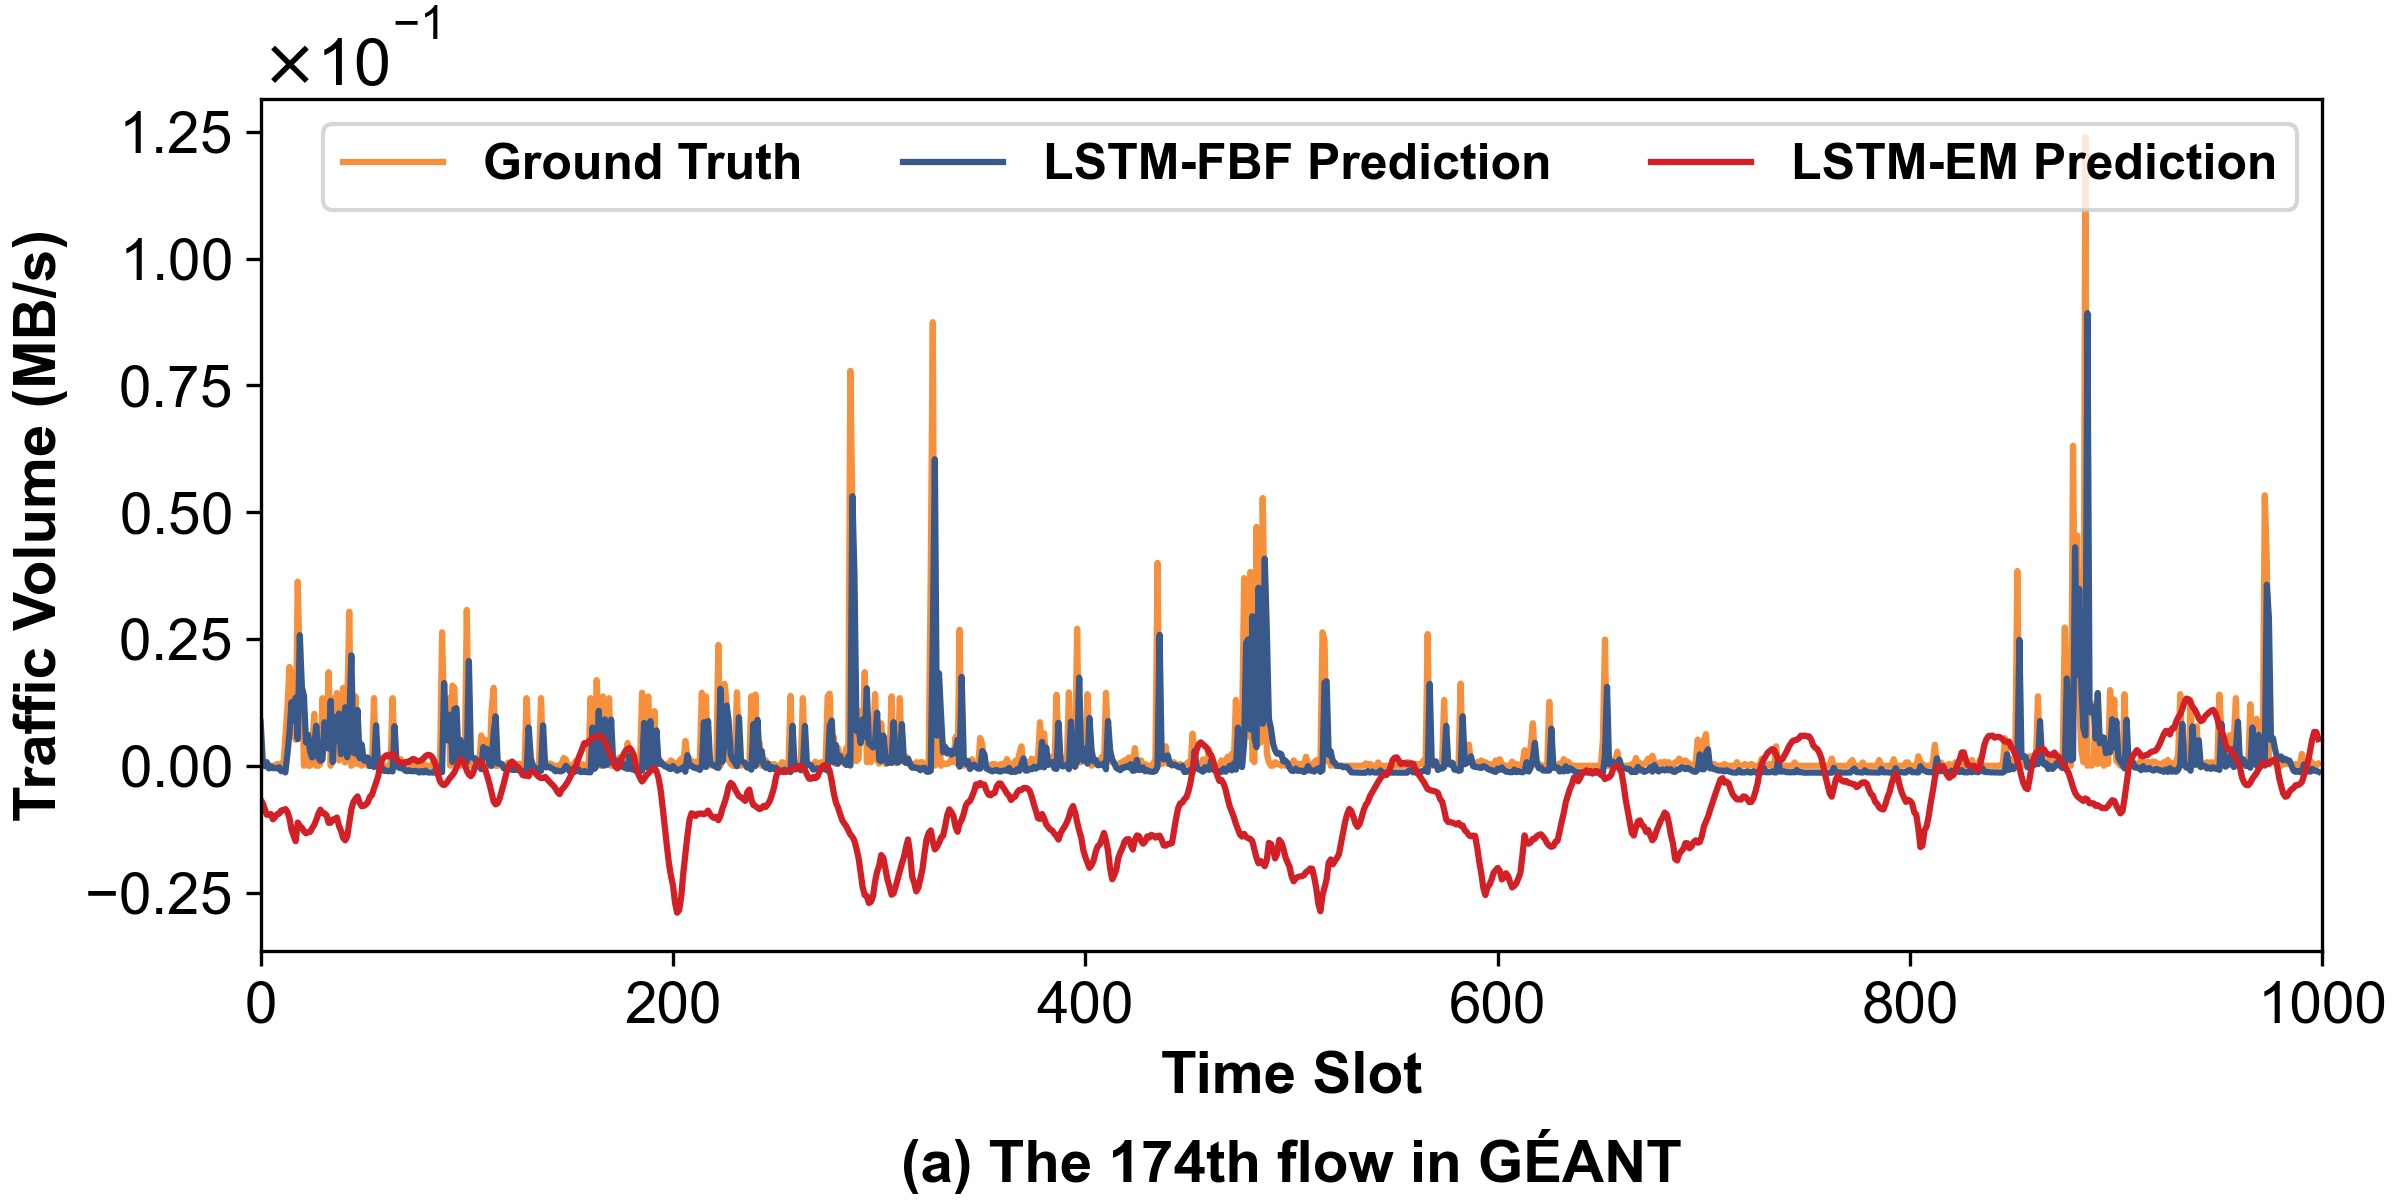 ×10⁻¹
1.25
1.00
0.75
0.50
0.25
0.00
−0.25
Traffic Volume (MB/s)
Ground Truth LSTM-FBF Prediction LSTM-EM Prediction
0 200 400 600 800 1000
Time Slot
(a) The 174th flow in GÉANT